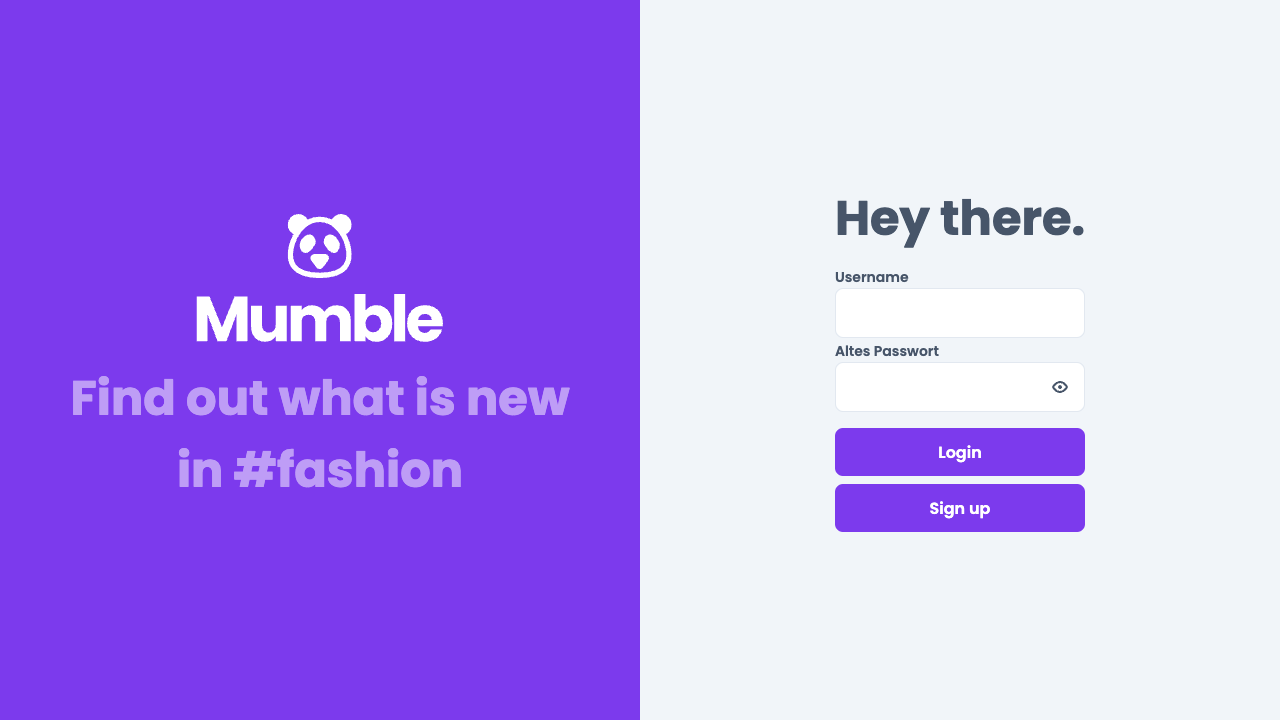 Mumble
Find out what is new
in #fashion
Hey there.
Username
Altes Passwort
Login
Sign up